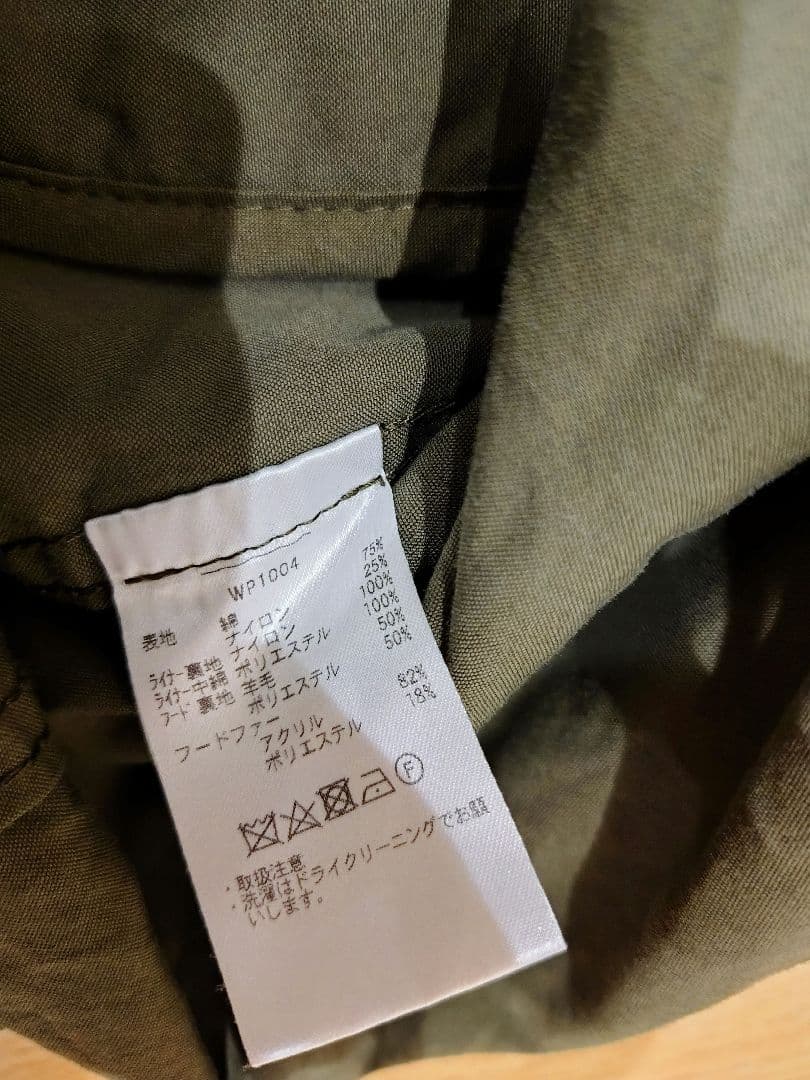 WP1004
表地 綿 75%
ナイロン 25%
ライナー裏地 ナイロン 100%
ライナー中綿 ポリエステル 100%
フード 裏地 羊毛 50%
ポリエステル 50%
フードファー
アクリル 82%
ポリエステル 18%
F
・取扱注意
・洗濯はドライクリーニングでお願
いします。